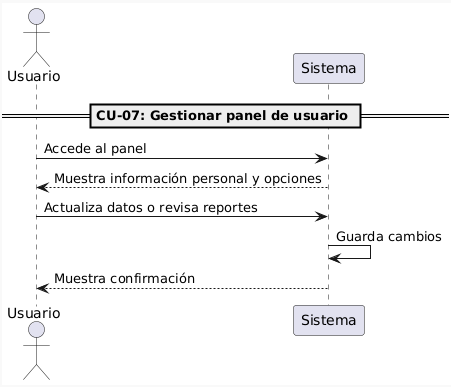 Usuario
Sistema
CU-07: Gestionar panel de usuario
Accede al panel
Muestra información personal y opciones
Actualiza datos o revisa reportes
Guarda cambios
Muestra confirmación
Usuario
Sistema